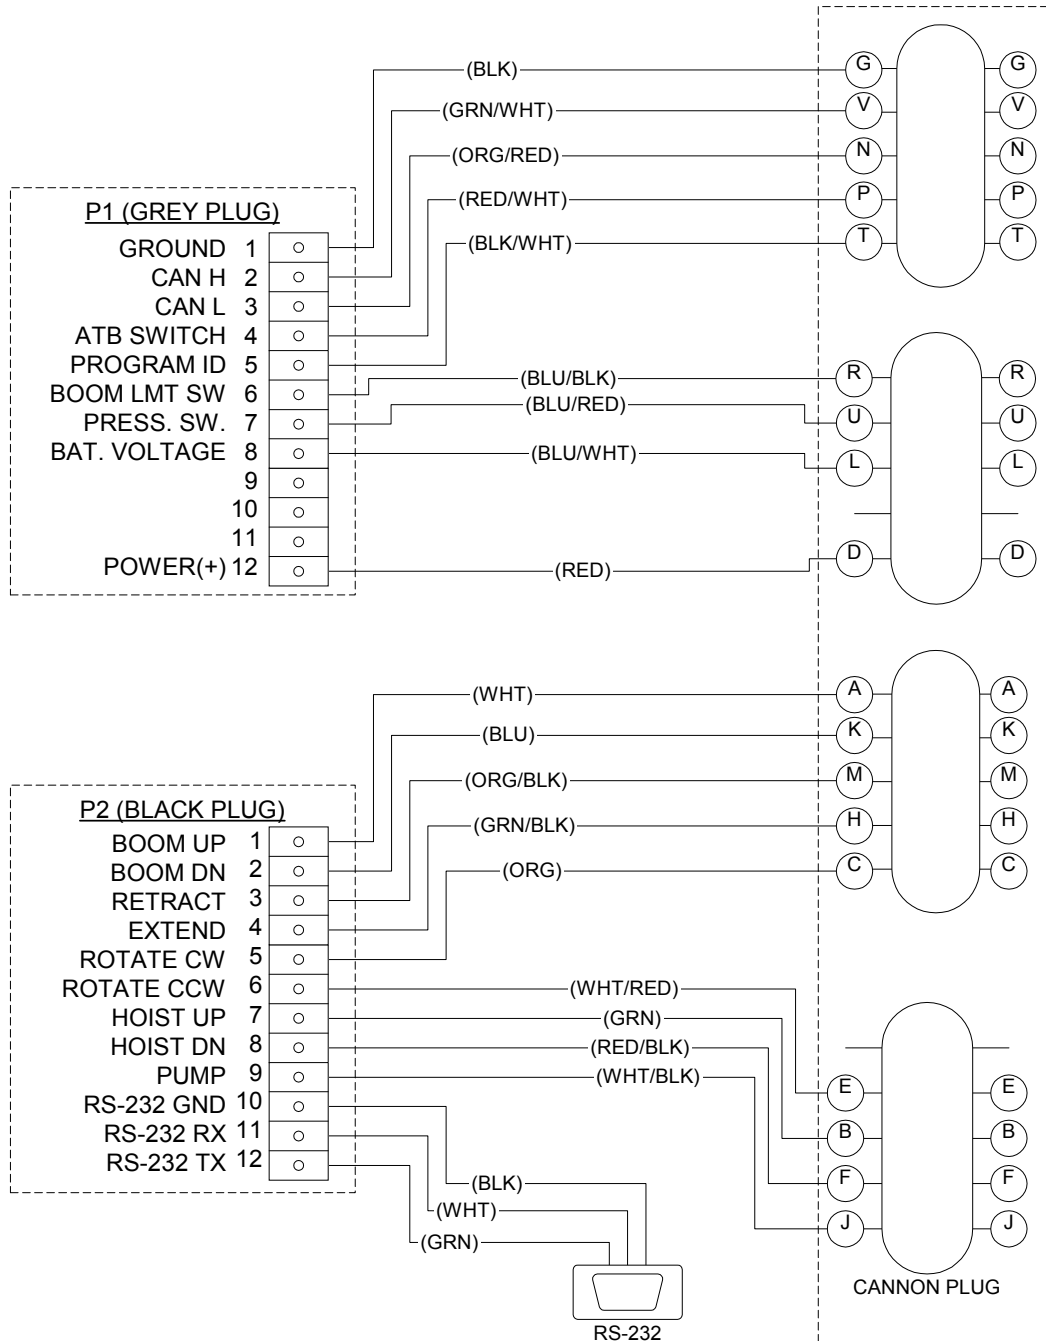 (BLK) G G
(GRN/WHT) V V
(ORG/RED) N N
(RED/WHT) P P
(BLK/WHT) T T
P1 (GREY PLUG)
GROUND 1
CAN H 2
CAN L 3
ATB SWITCH 4
PROGRAM ID 5
BOOM LMT SW 6
PRESS. SW. 7
BAT. VOLTAGE 8
9
10
11
POWER(+) 12
(BLU/BLK) R R
(BLU/RED) U U
(BLU/WHT) L L
(RED) D D
(WHT) A A
(BLU) K K
(ORG/BLK) M M
(GRN/BLK) H H
(ORG) C C
P2 (BLACK PLUG)
BOOM UP 1
BOOM DN 2
RETRACT 3
EXTEND 4
ROTATE CW 5
ROTATE CCW 6
HOIST UP 7
HOIST DN 8
PUMP 9
RS-232 GND 10
RS-232 RX 11
RS-232 TX 12
(WHT/RED) E E
(GRN) B B
(RED/BLK) F F
(WHT/BLK) J J
(BLK)
(WHT)
(GRN)
CANNON PLUG
RS-232